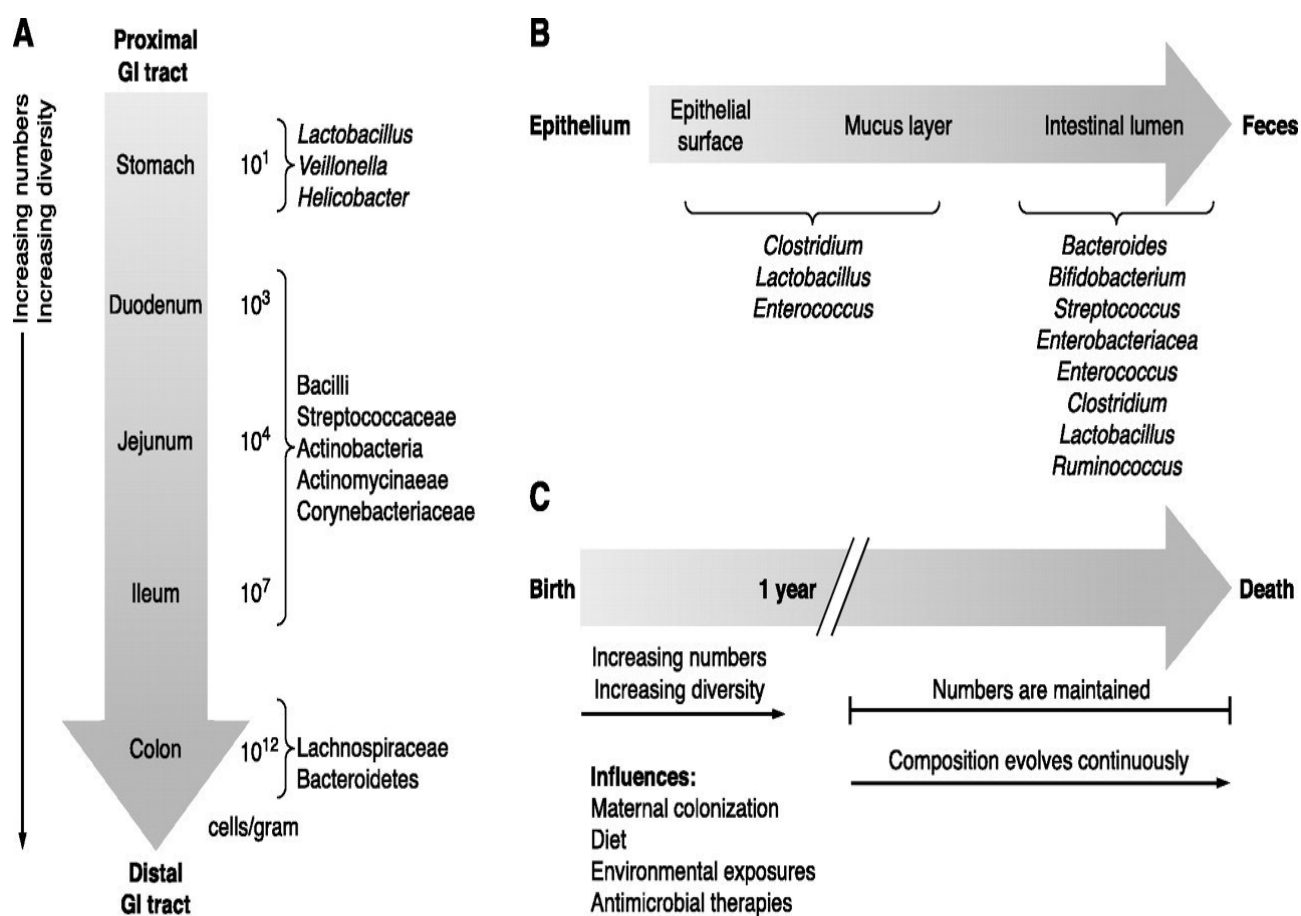 A
Proximal
GI tract
Increasing numbers
Increasing diversity
Stomach
10¹
Lactobacillus
Veillonella
Helicobacter
Duodenum
10³
Jejunum
10⁴
Bacilli
Streptococcaceae
Actinobacteria
Actinomycinaeae
Corynebacteriaceae
Ileum
10⁷
Colon
10¹²
Lachnospiraceae
Bacteroidetes
cells/gram
Distal
GI tract
B
Epithelium
Epithelial
surface
Mucus layer
Intestinal lumen
Feces
Clostridium
Lactobacillus
Enterococcus
Bacteroides
Bifidobacterium
Streptococcus
Enterobacteriacea
Enterococcus
Clostridium
Lactobacillus
Ruminococcus
C
Birth
1 year
Death
Increasing numbers
Increasing diversity
Numbers are maintained
Composition evolves continuously
Influences:
Maternal colonization
Diet
Environmental exposures
Antimicrobial therapies